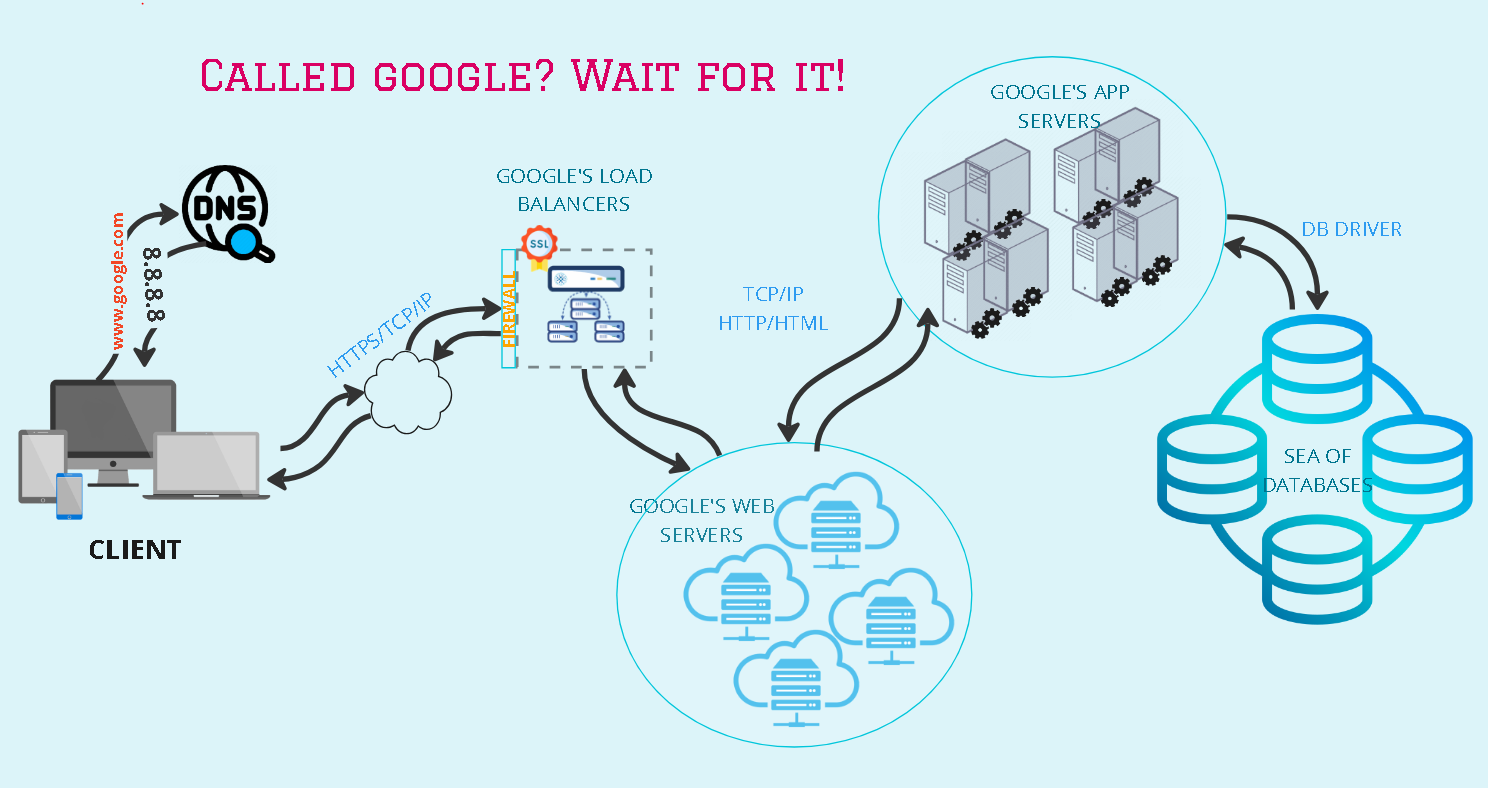 CALLED GOOGLE? WAIT FOR IT!
GOOGLE'S APP
SERVERS
GOOGLE'S LOAD
BALANCERS
DNS
www.google.com
8.8.8.8
SSL
FIREWALL
HTTPS/TCP/IP
DB DRIVER
TCP/IP
HTTP/HTML
CLIENT
GOOGLE'S WEB
SERVERS
SEA OF
DATABASES